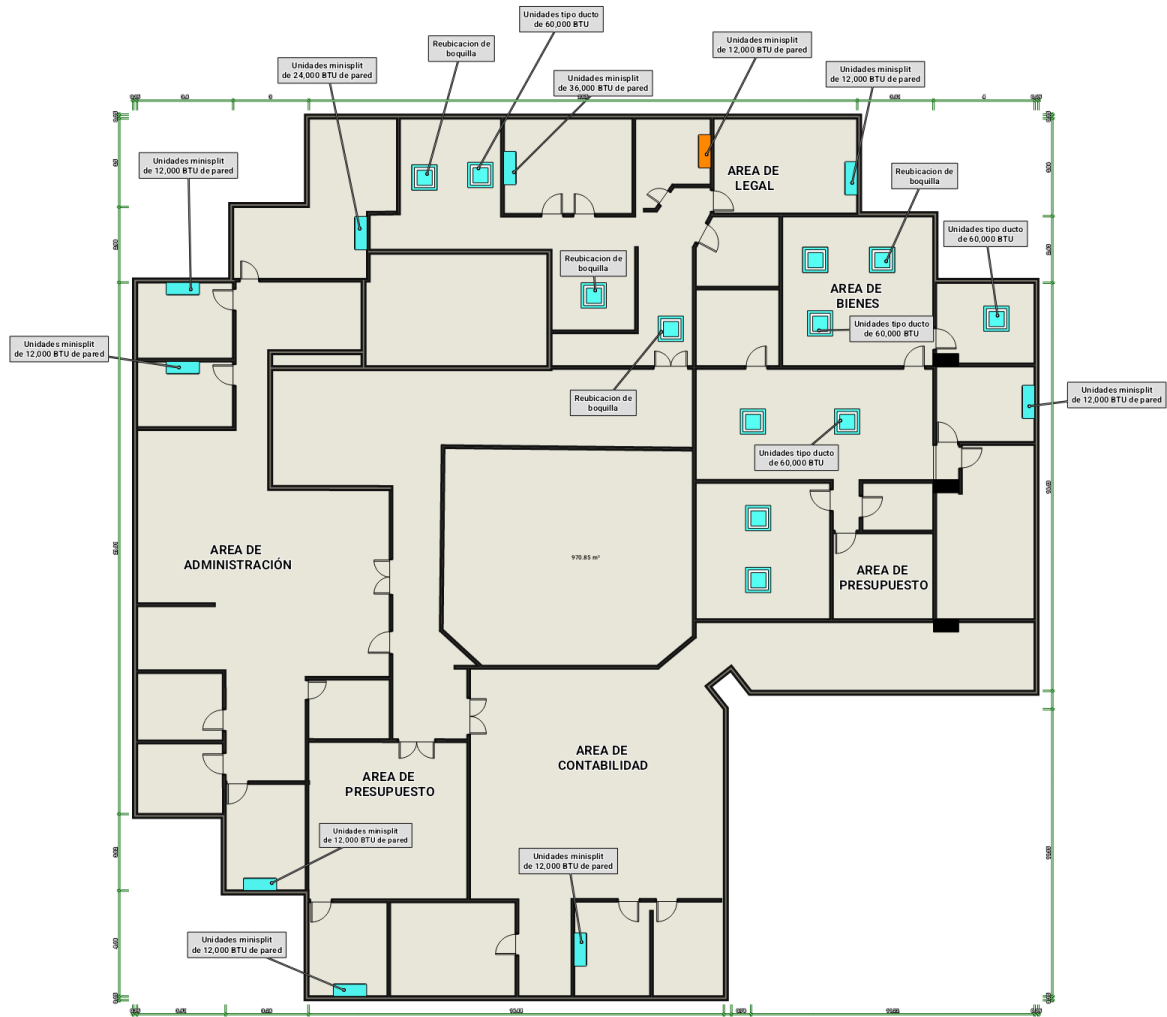 Unidades tipo ducto
de 60,000 BTU
Reubicacion de
boquilla
Unidades minisplit
de 12,000 BTU de pared
Unidades minisplit
de 24,000 BTU de pared
Unidades minisplit
de 36,000 BTU de pared
Unidades minisplit
de 12,000 BTU de pared
Unidades minisplit
de 12,000 BTU de pared
AREA DE
LEGAL
Reubicacion de
boquilla
Unidades tipo ducto
de 60,000 BTU
Reubicacion de
boquilla
AREA DE
BIENES
Unidades tipo ducto
de 60,000 BTU
Unidades minisplit
de 12,000 BTU de pared
Reubicacion de
boquilla
Unidades minisplit
de 12,000 BTU de pared
Unidades tipo ducto
de 60,000 BTU
AREA DE
ADMINISTRACIÓN
970.85 m²
AREA DE
PRESUPUESTO
AREA DE
CONTABILIDAD
AREA DE
PRESUPUESTO
Unidades minisplit
de 12,000 BTU de pared
Unidades minisplit
de 12,000 BTU de pared
Unidades minisplit
de 12,000 BTU de pared